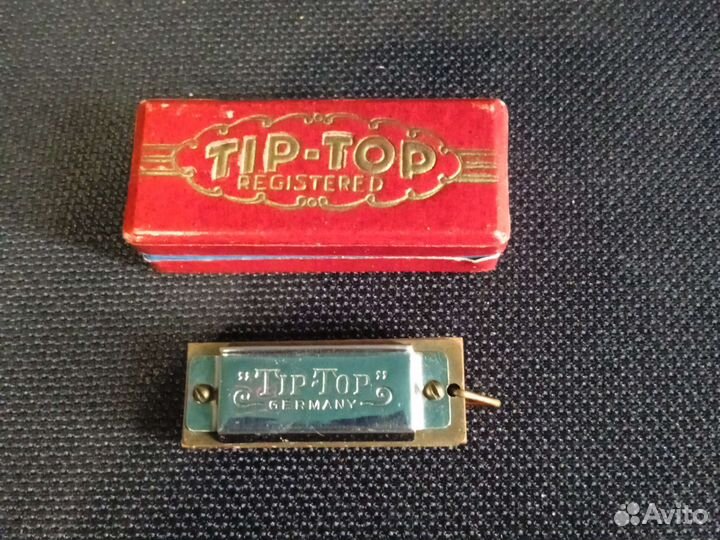 TIP-TOP
REGISTERED
"TIP-TOP"
GERMANY
Avito